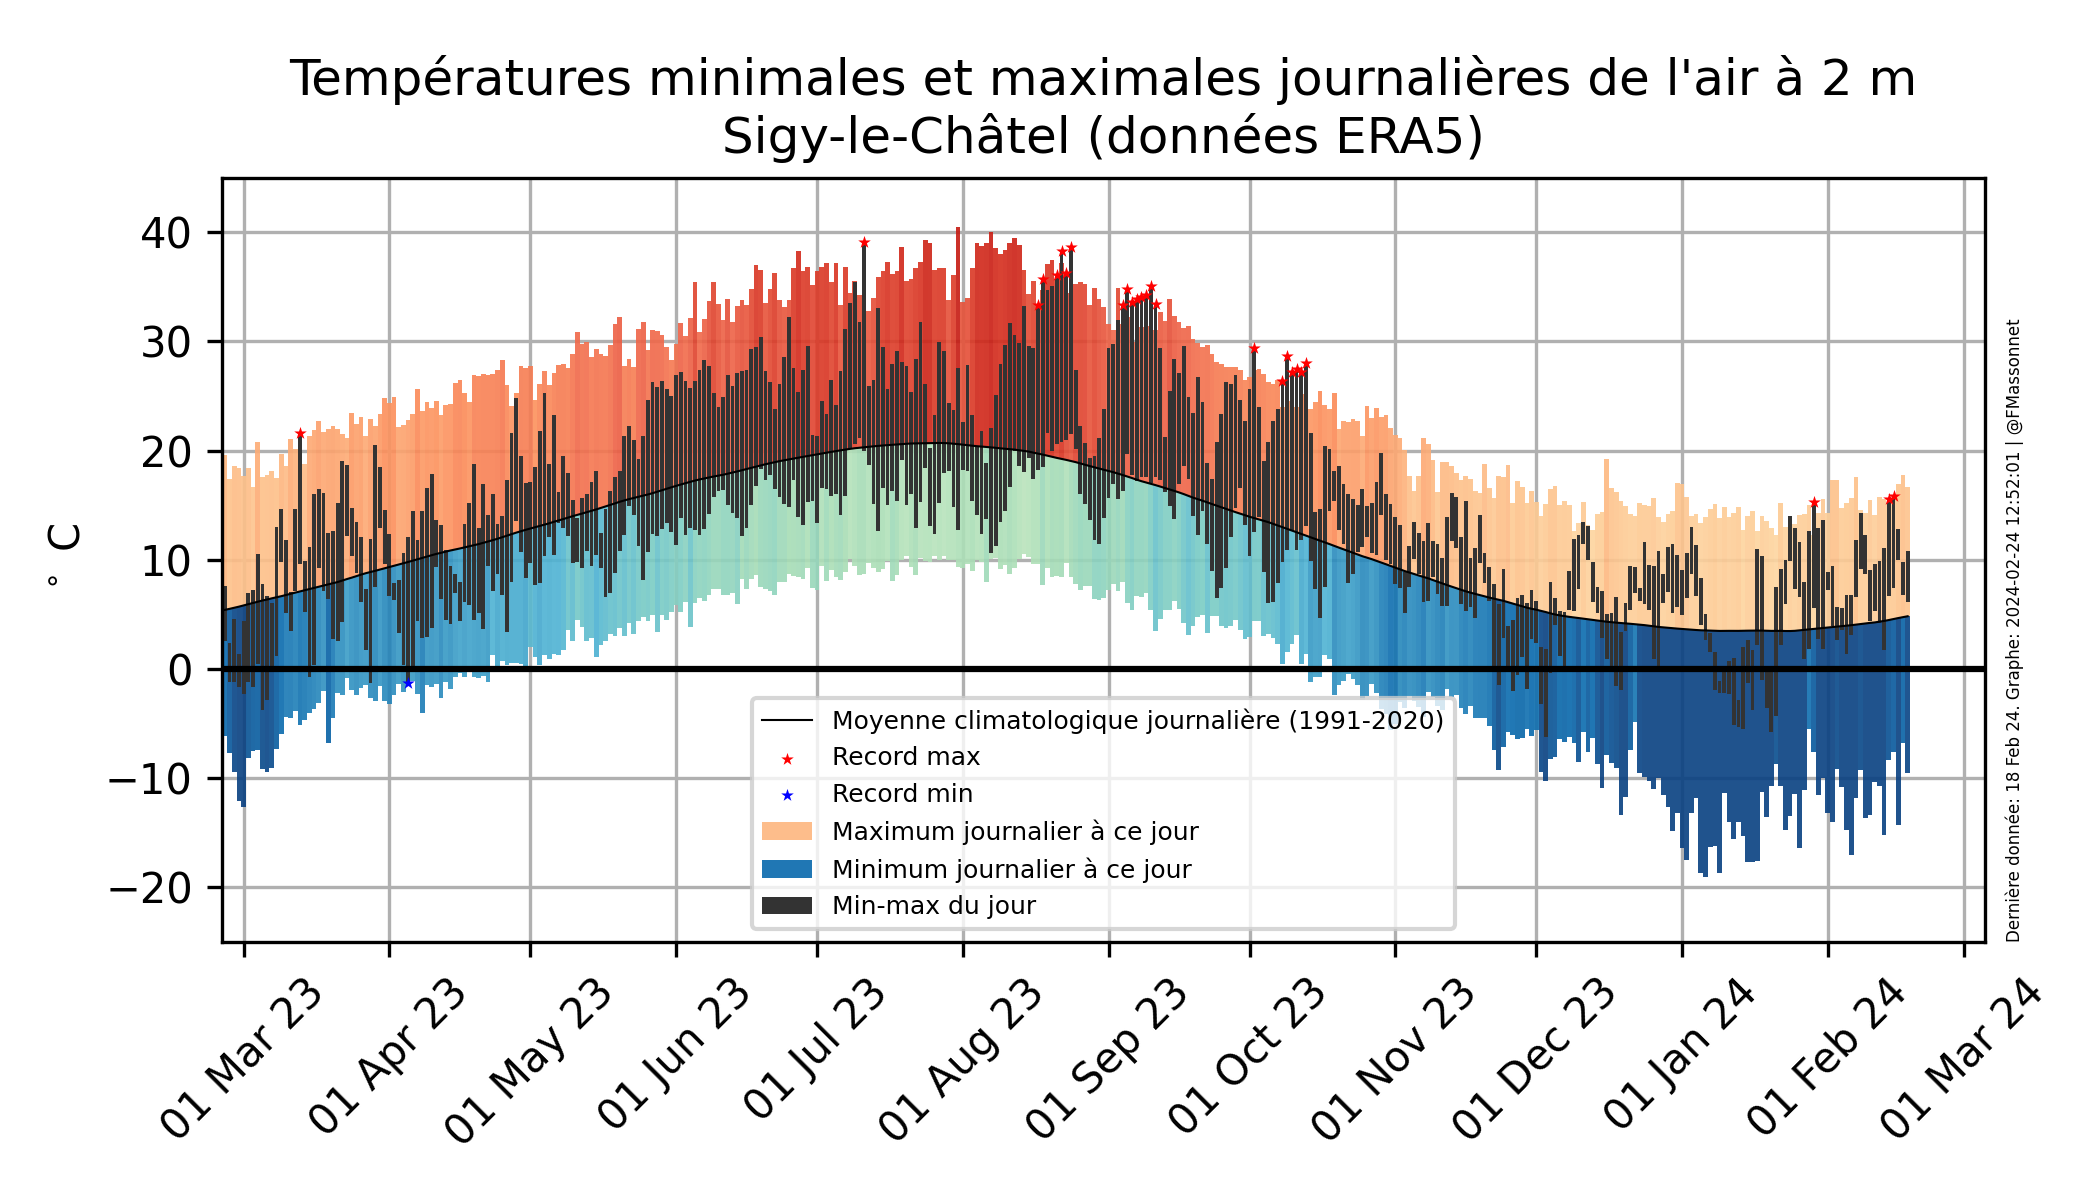 Températures minimales et maximales journalières de l'air à 2 m
Sigy-le-Châtel (données ERA5)
° C
40
30
20
10
0
−10
−20
Moyenne climatologique journalière (1991-2020)
Record max
Record min
Maximum journalier à ce jour
Minimum journalier à ce jour
Min-max du jour
01 Mar 23
01 Apr 23
01 May 23
01 Jun 23
01 Jul 23
01 Aug 23
01 Sep 23
01 Oct 23
01 Nov 23
01 Dec 23
01 Jan 24
01 Feb 24
01 Mar 24
Dernière donnée: 18 Feb 24. Graphe: 2024-02-24 12:52:01 | @FMassonnet